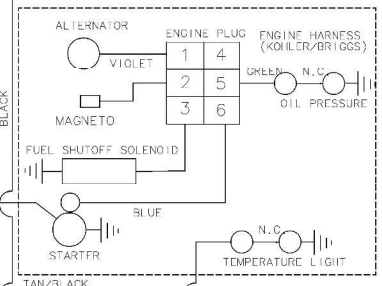 ALTERNATOR
ENGINE PLUG
ENGINE HARNESS
(KOHLER/BRIGGS)
1 4
VIOLET
2 5
GREEN
N.C
OIL PRESSURE
BLACK
MAGNETO
3 6
FUEL SHUTOFF SOLENOID
BLUE
N.C
STARTER
TEMPERATURE LIGHT
TAN/BLACK